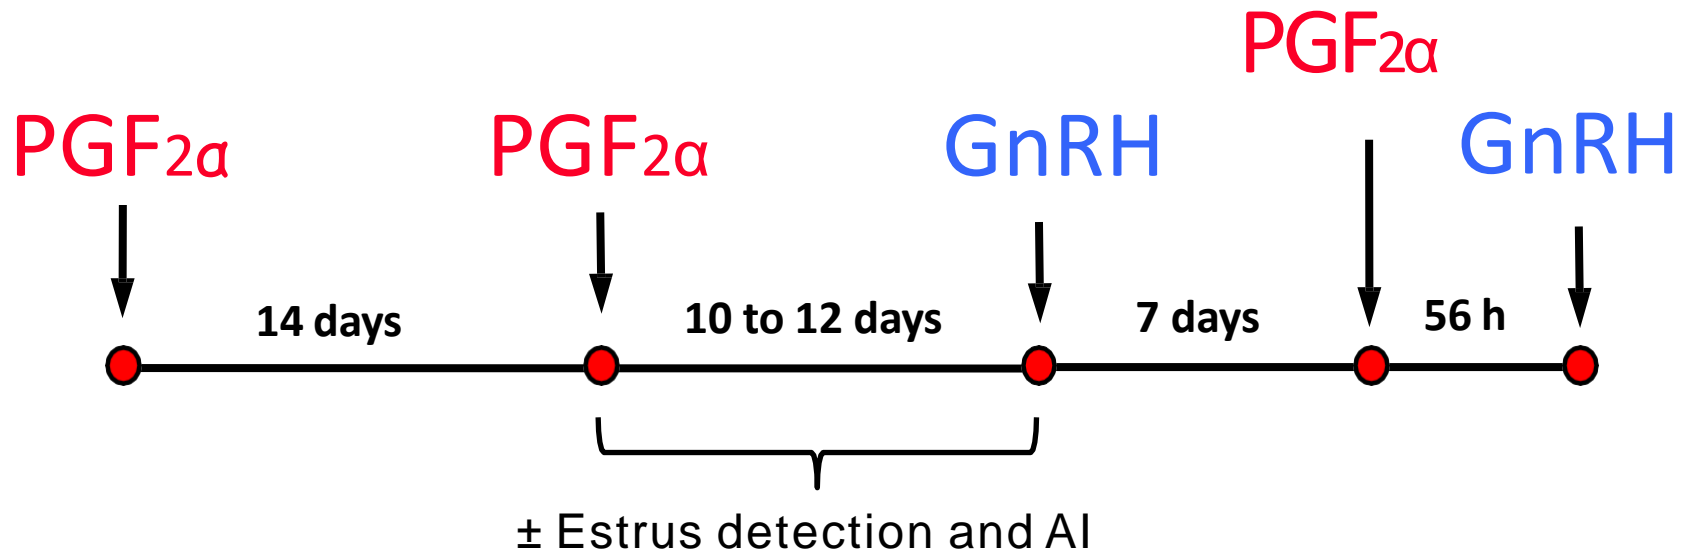 PGF2α
PGF2α PGF2α GnRH GnRH
14 days 10 to 12 days 7 days 56 h
± Estrus detection and AI